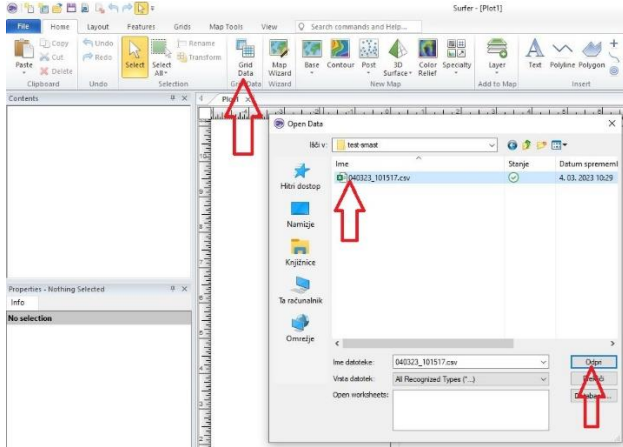 Surfer - [Plot1]
File Home Layout Features Grids Map Tools View Search commands and Help...
Paste Copy Cut Delete Undo Redo Select Select All Rename Transform Grid Data Map Wizard Base Contour Post 3D Surface Color Relief Specialty Layer Text Polyline Polygon
Clipboard Undo Selection Wizard New Map Add to Map Insert
Contents
Open Data
Išči v: test-smast
Ime Stanje Datum spremembe
040323_101517.csv 4. 03. 2023 10:29
Hitri dostop
Namizje
Knjižnice
Ta računalnik
Omrežje
Properties - Nothing Selected
Info
No selection
Ime datoteke: 040323_101517.csv Odpri
Vrsta datotek: All Recognized Types (*...)
Open worksheets: